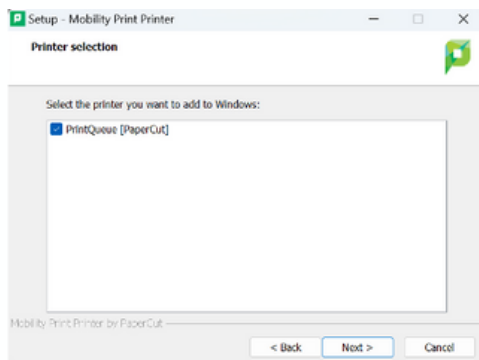 Setup - Mobility Print Printer
Printer selection
Select the printer you want to add to Windows:
PrintQueue [PaperCut]
Mobility Print Printer by PaperCut
< Back Next > Cancel